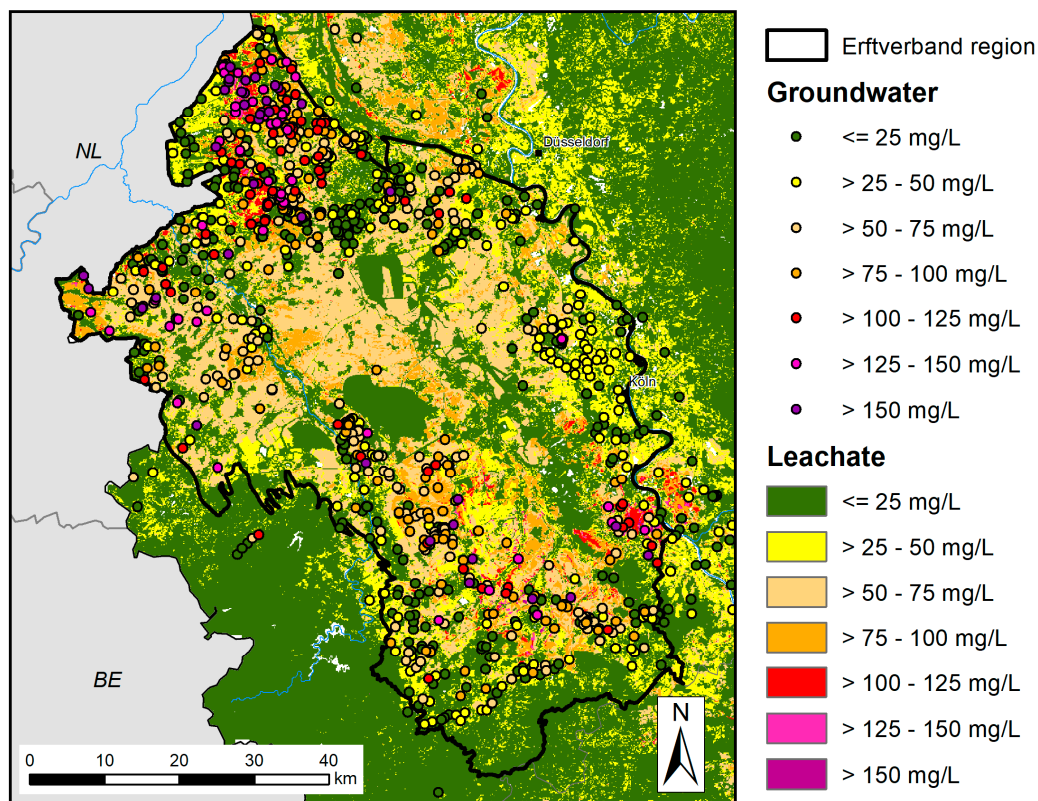 NL
Düsseldorf
Köln
BE
N
0 10 20 30 40 km
Erftverband region
Groundwater
<= 25 mg/L
> 25 - 50 mg/L
> 50 - 75 mg/L
> 75 - 100 mg/L
> 100 - 125 mg/L
> 125 - 150 mg/L
> 150 mg/L
Leachate
<= 25 mg/L
> 25 - 50 mg/L
> 50 - 75 mg/L
> 75 - 100 mg/L
> 100 - 125 mg/L
> 125 - 150 mg/L
> 150 mg/L